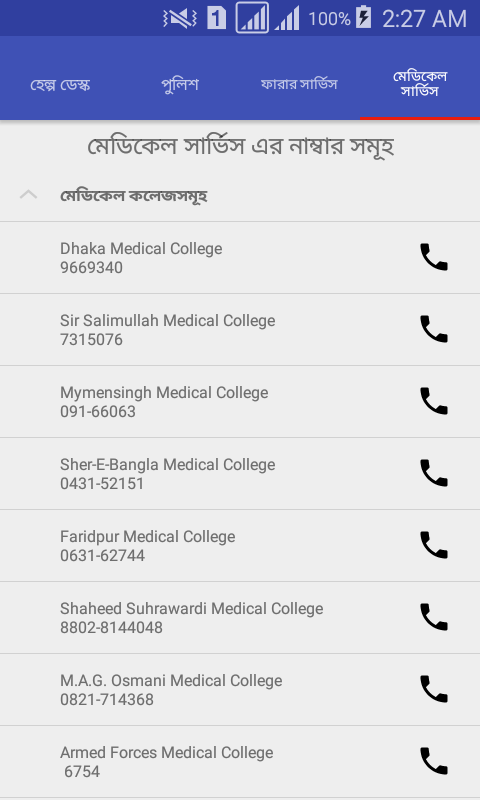 1 100% 2:27 AM
হেল্প ডেস্ক পুলিশ ফারার সার্ভিস মেডিকেল
সার্ভিস
মেডিকেল সার্ভিস এর নাম্বার সমূহ
মেডিকেল কলেজসমূহ
Dhaka Medical College
9669340
Sir Salimullah Medical College
7315076
Mymensingh Medical College
091-66063
Sher-E-Bangla Medical College
0431-52151
Faridpur Medical College
0631-62744
Shaheed Suhrawardi Medical College
8802-8144048
M.A.G. Osmani Medical College
0821-714368
Armed Forces Medical College
6754